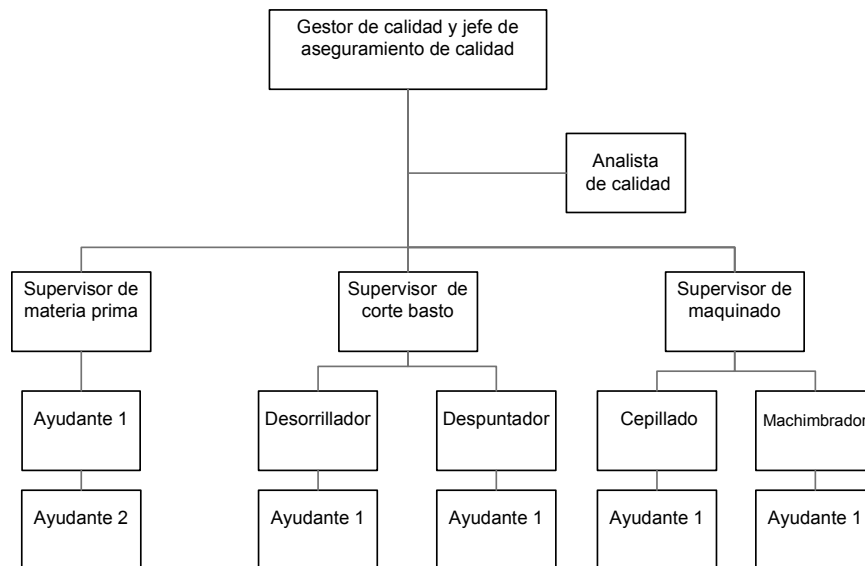 Gestor de calidad y jefe de
aseguramiento de calidad
Analista
de calidad
Supervisor de
materia prima
Supervisor de
corte basto
Supervisor de
maquinado
Ayudante 1
Desorrillador
Despuntador
Cepillado
Machimbrador
Ayudante 2
Ayudante 1
Ayudante 1
Ayudante 1
Ayudante 1